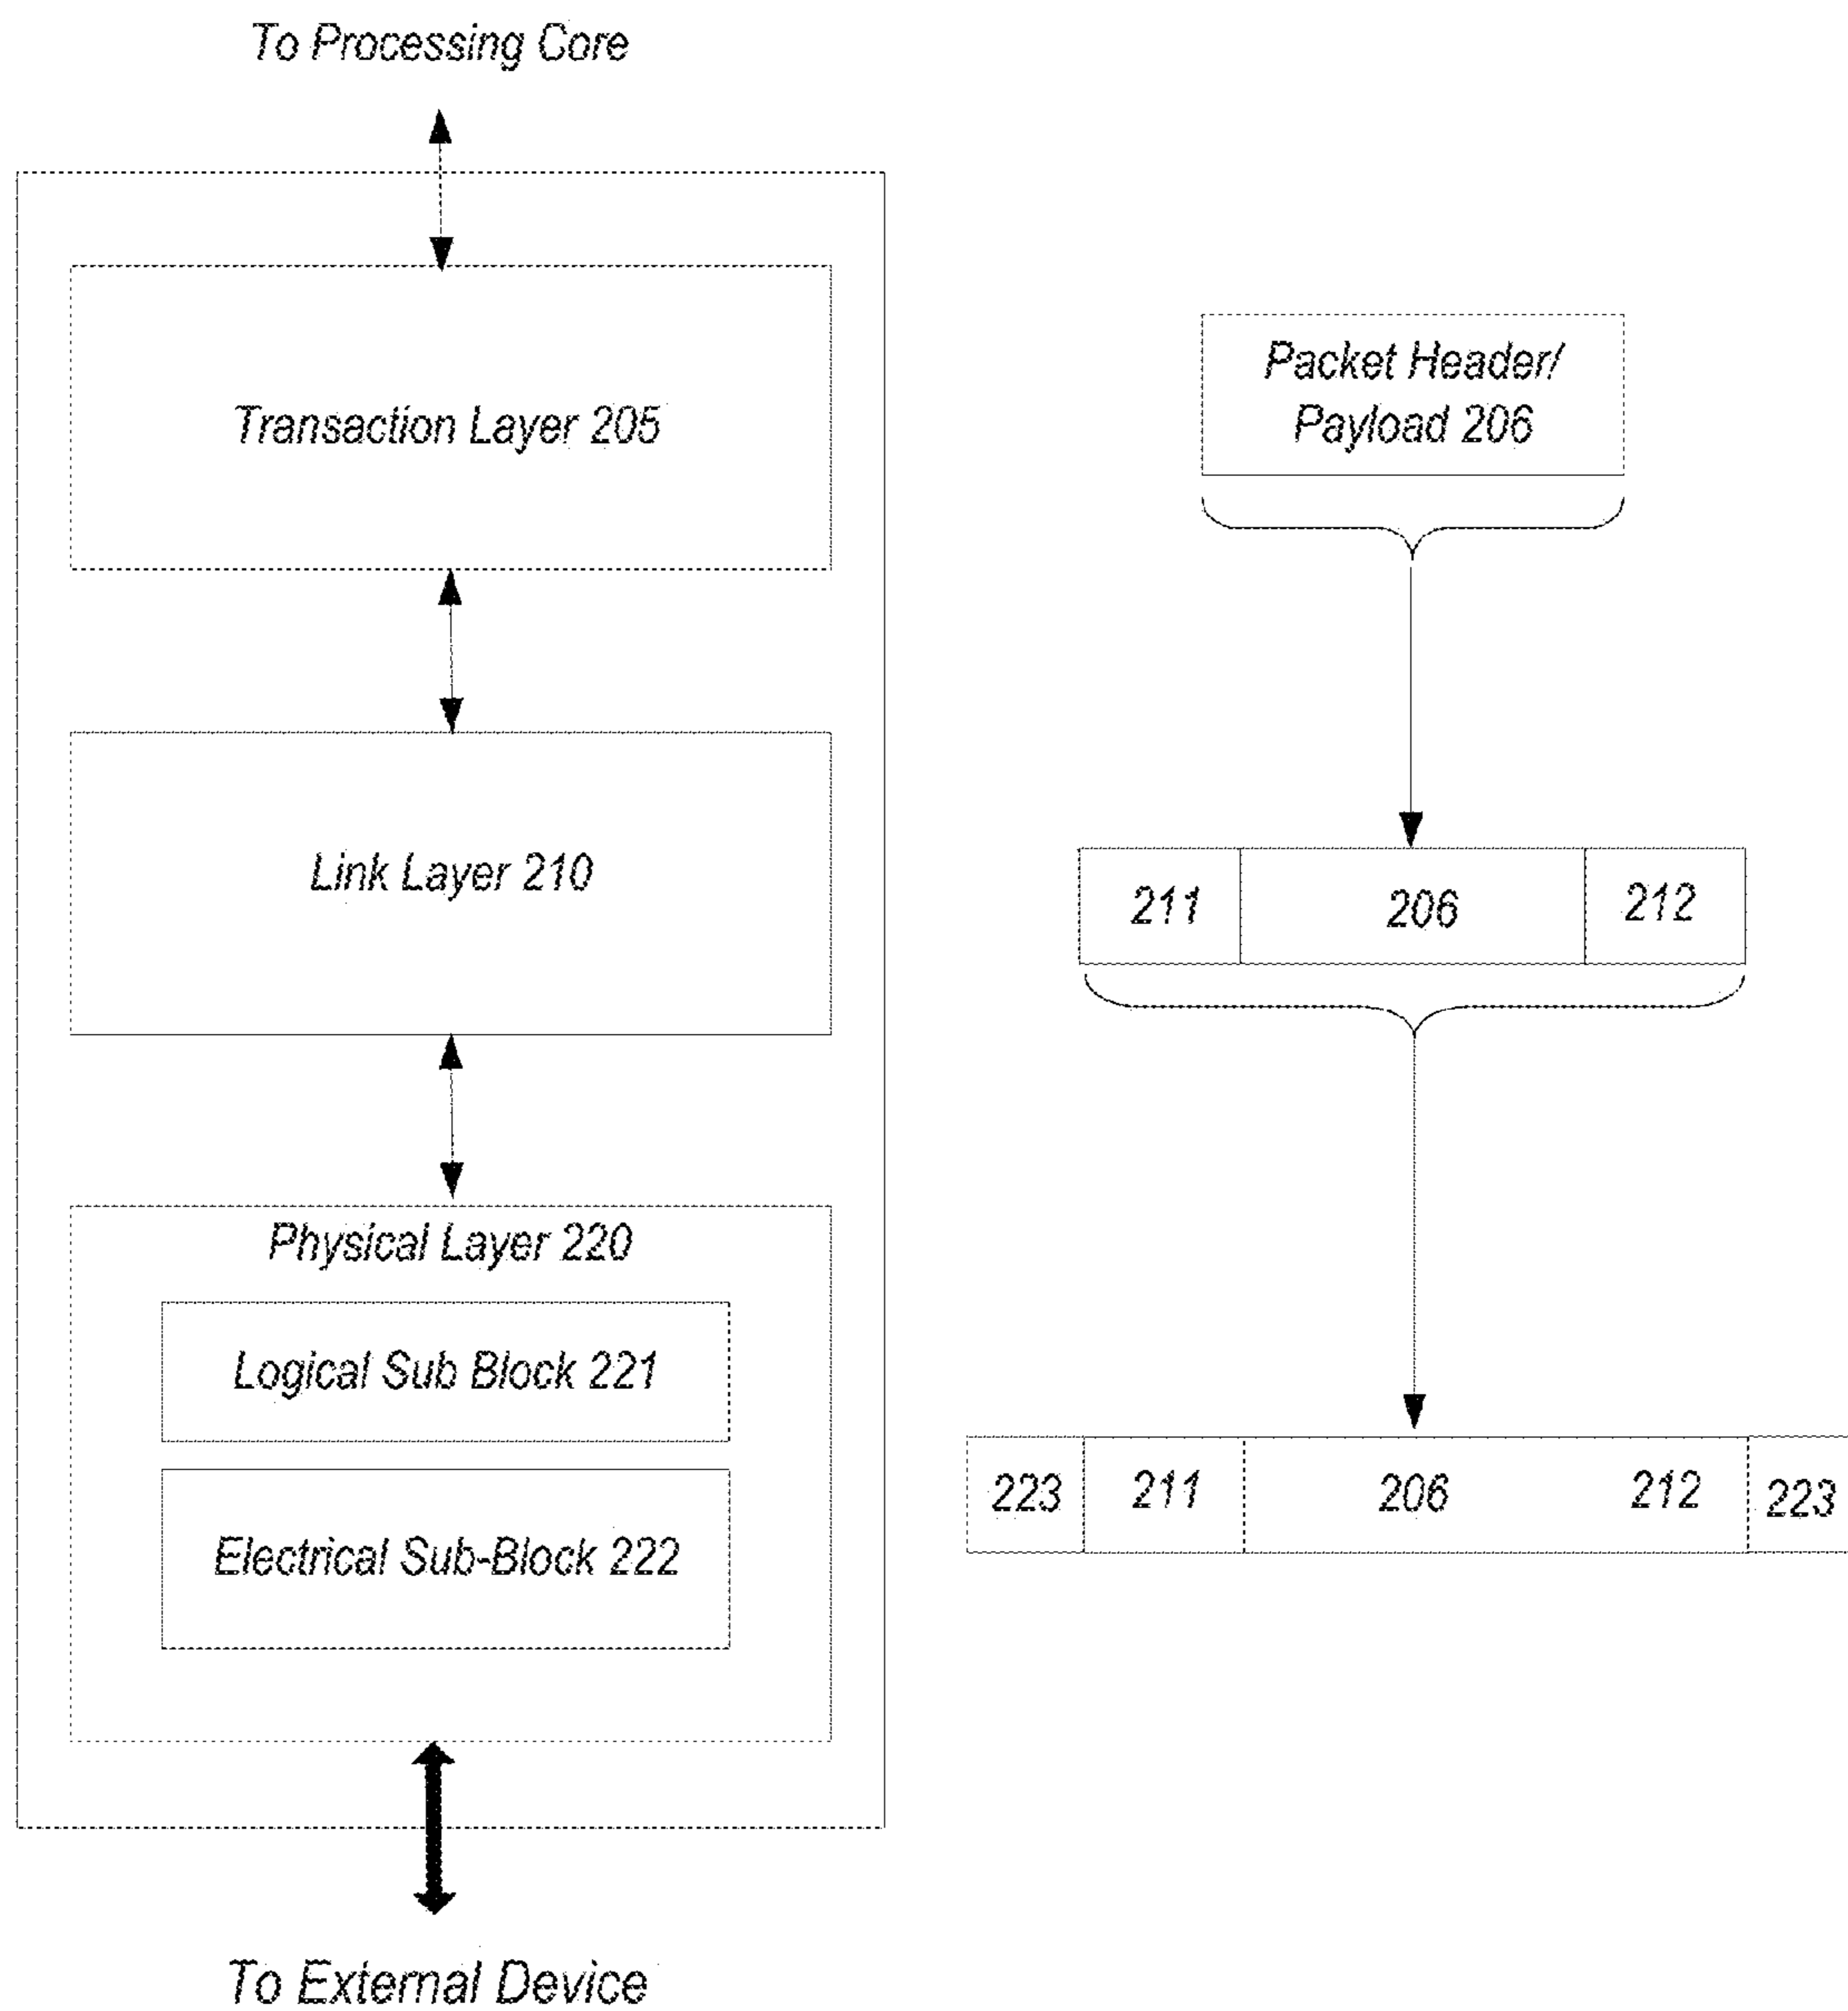 To Processing Core
Transaction Layer 205
Packet Header/
Payload 206
Link Layer 210
211 206 212
Physical Layer 220
Logical Sub Block 221
Electrical Sub-Block 222
223 211 206 212 223
To External Device